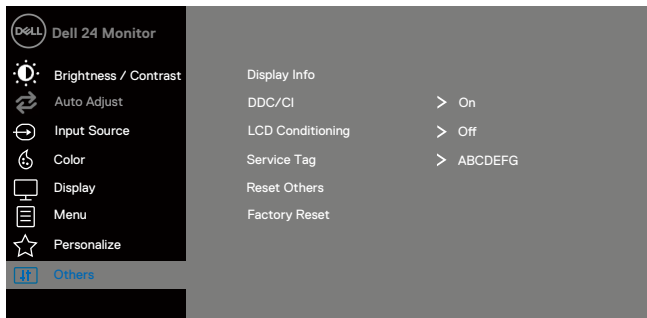 DELL Dell 24 Monitor
Brightness / Contrast
Auto Adjust
Input Source
Color
Display
Menu
Personalize
Others
Display Info
DDC/CI > On
LCD Conditioning > Off
Service Tag > ABCDEFG
Reset Others
Factory Reset